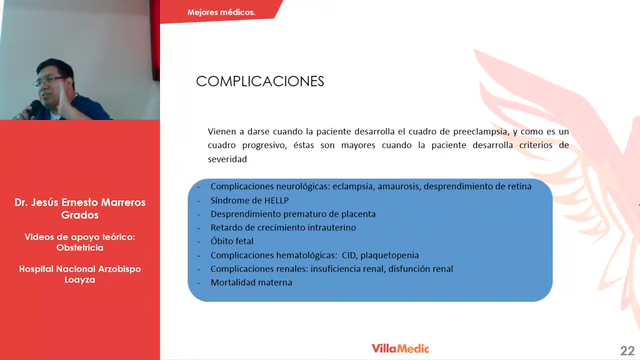 Mejores médicos.
COMPLICACIONES
Vienen a darse cuando la paciente desarrolla el cuadro de preeclampsia, y como es un
cuadro progresivo, éstas son mayores cuando la paciente desarrolla criterios de
severidad
- Complicaciones neurológicas: eclampsia, amaurosis, desprendimiento de retina
- Síndrome de HELLP
- Desprendimiento prematuro de placenta
- Retardo de crecimiento intrauterino
- Óbito fetal
- Complicaciones hematológicas: CID, plaquetopenia
- Complicaciones renales: insuficiencia renal, disfunción renal
- Mortalidad materna
Dr. Jesús Ernesto Marreros
Grados
Videos de apoyo teórico:
Obstetricia
Hospital Nacional Arzobispo
Loayza
VillaMedic
22